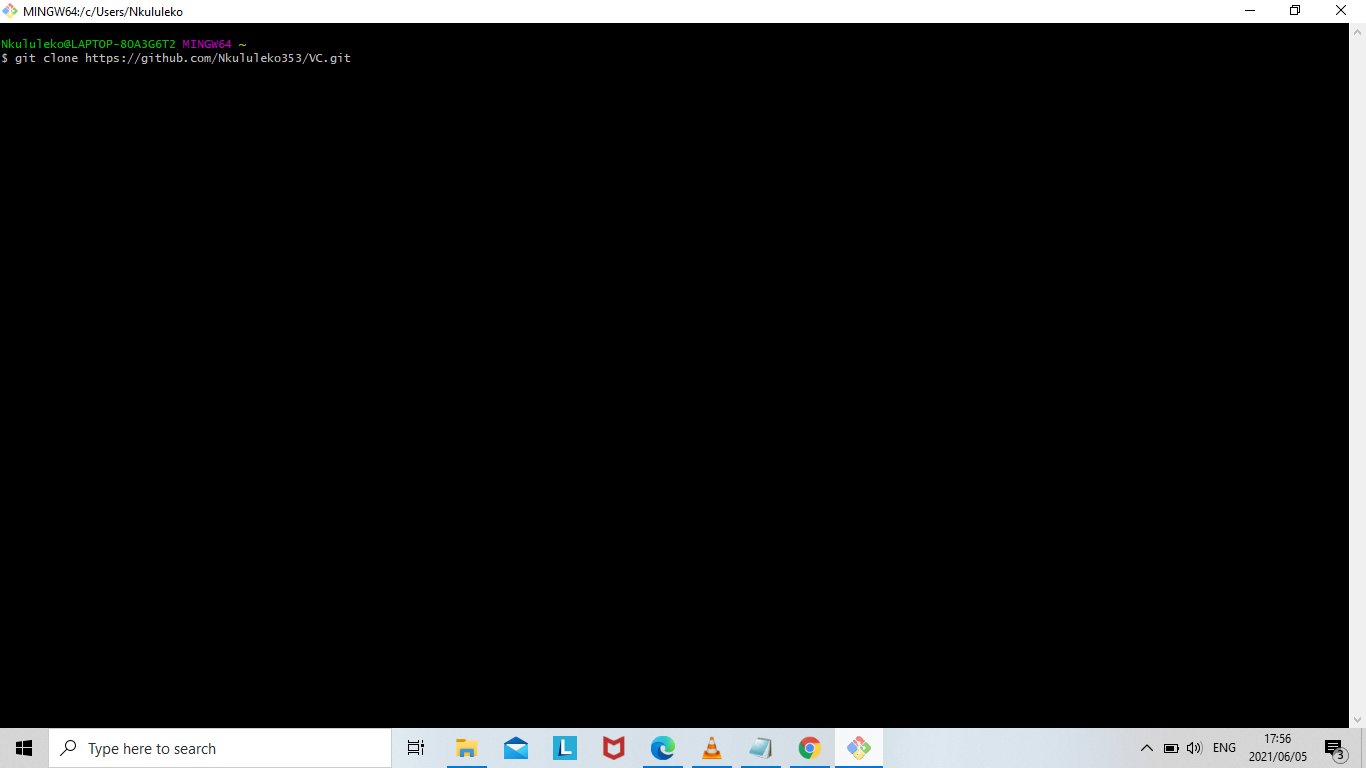 MINGW64:/c/Users/Nkululeko
Nkululeko@LAPTOP-8OA3G6T2 MINGW64 ~
$ git clone https://github.com/Nkululeko353/VC.git
Type here to search
L
ENG
17:56
2021/06/05
3